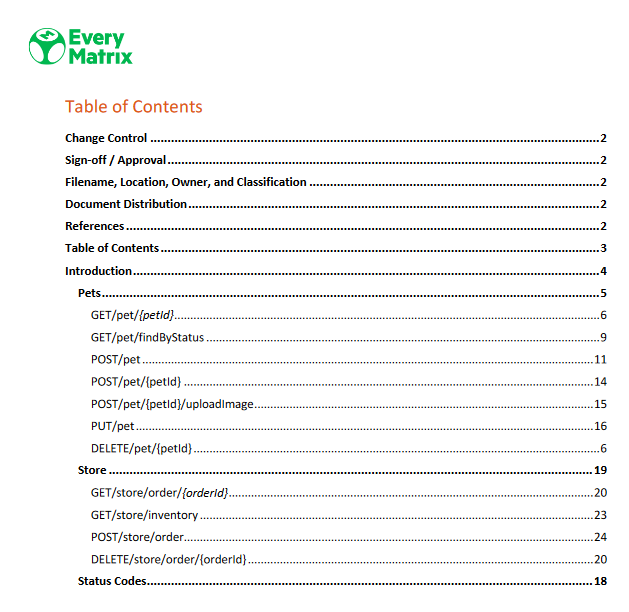 Every
Matrix
Table of Contents
Change Control ........ 2
Sign-off / Approval ........ 2
Filename, Location, Owner, and Classification ........ 2
Document Distribution ........ 2
References ........ 2
Table of Contents ........ 3
Introduction ........ 4
Pets ........ 5
GET/pet/{petId} ........ 6
GET/pet/findByStatus ........ 9
POST/pet ........ 11
POST/pet/{petId} ........ 14
POST/pet/{petId}/uploadImage ........ 15
PUT/pet ........ 16
DELETE/pet/{petId} ........ 6
Store ........ 19
GET/store/order/{orderId} ........ 20
GET/store/inventory ........ 23
POST/store/order ........ 24
DELETE/store/order/{orderId} ........ 20
Status Codes ........ 18